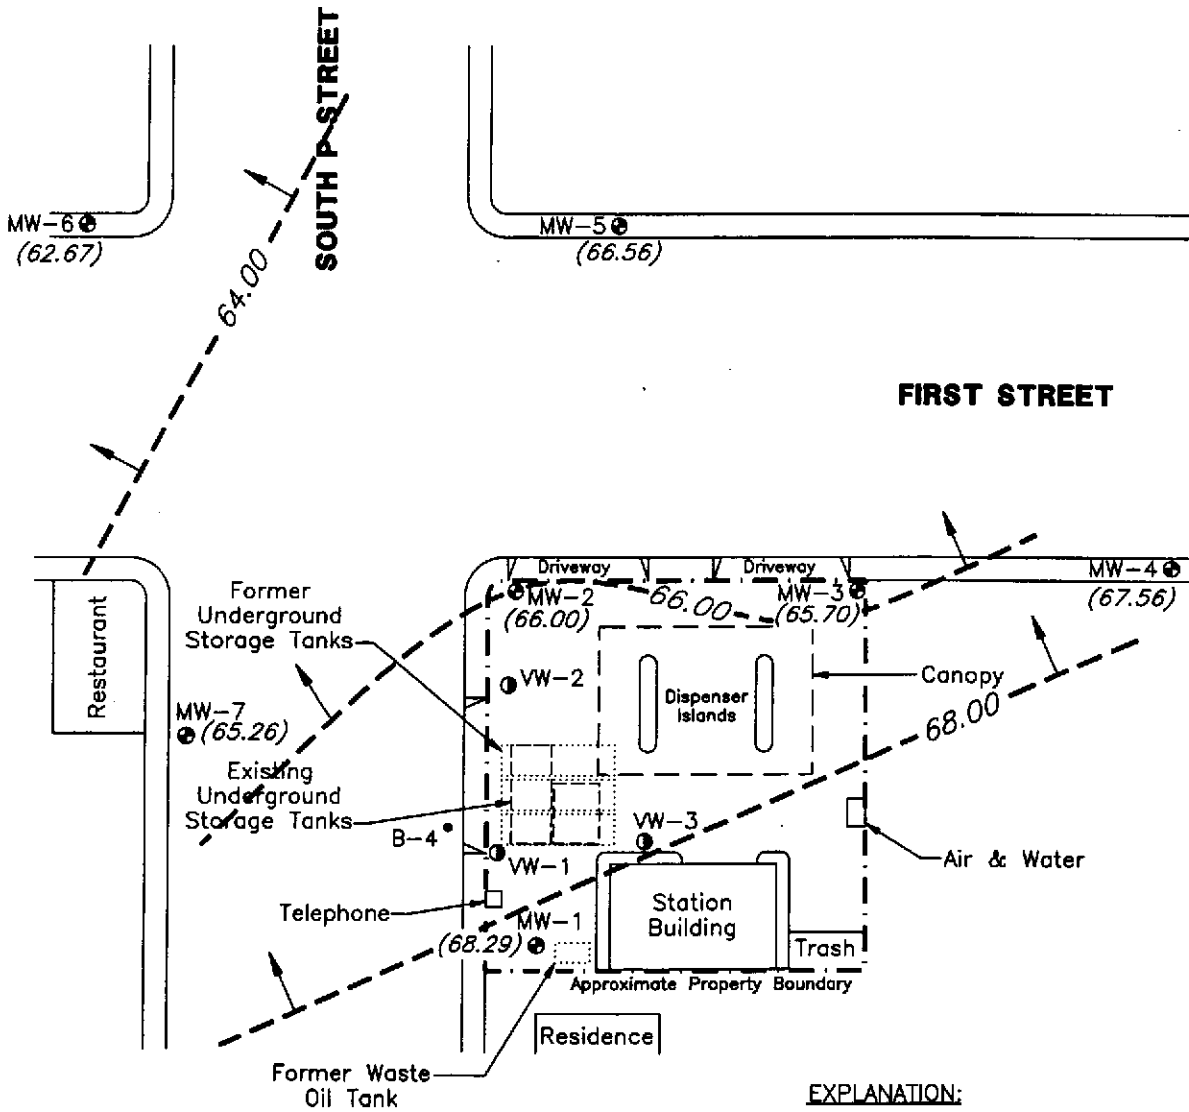 SOUTH P STREET
MW-6
(62.67)
MW-5
(66.56)
64.00
FIRST STREET
Driveway
Driveway
MW-4
(67.56)
MW-2
(66.00)
66.00
MW-3
(65.70)
Former
Underground
Storage Tanks
Restaurant
VW-2
Dispenser
Islands
Canopy
68.00
MW-7
(65.26)
Existing
Underground
Storage Tanks
B-4
VW-3
VW-1
Air & Water
Telephone
MW-1
(68.29)
Station
Building
Trash
Approximate Property Boundary
Residence
Former Waste
Oil Tank
EXPLANATION: